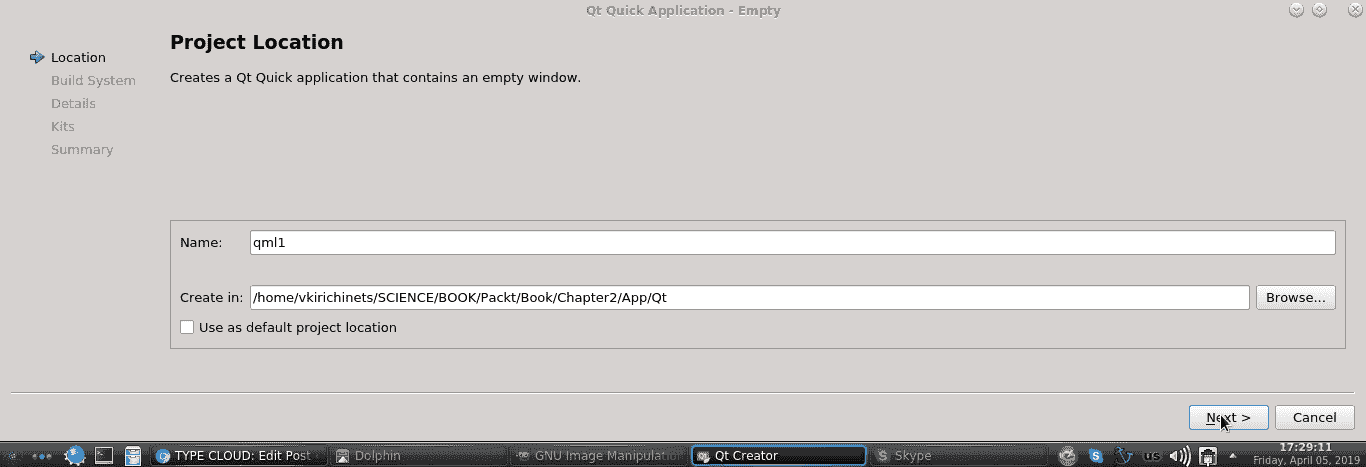 Qt Quick Application - Empty
Project Location
Location
Creates a Qt Quick application that contains an empty window.
Build System
Details
Kits
Summary
Name: qml1
Create in: /home/vkirichinets/SCIENCE/BOOK/Packt/Book/Chapter2/App/Qt Browse...
Use as default project location
Next > Cancel
TYPE CLOUD: Edit Post Dolphin GNU Image Manipulatio Qt Creator Skype us 17:29:11
Friday, April 05, 2019